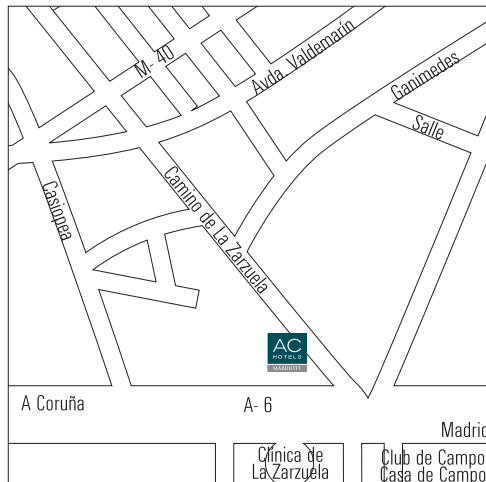 M- 40
Avda. Valdemarín
Ganimedes
Salle
Casiopea
Camino de La Zarzuela
AC
HOTELS
MARRIOTT
A Coruña
A- 6
Madrid
Clínica de
La Zarzuela
Club de Campo
Casa de Campo